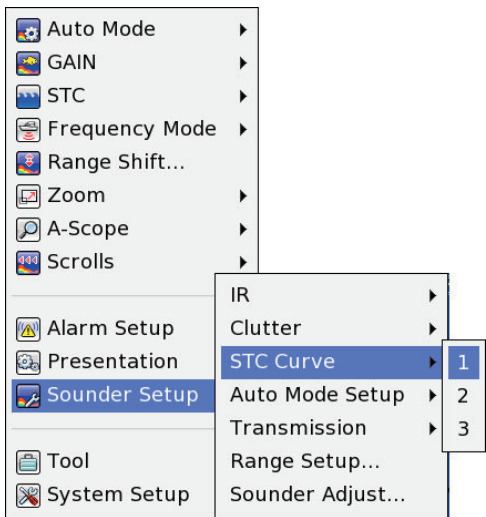 Auto Mode
GAIN
STC
Frequency Mode
Range Shift...
Zoom
A-Scope
Scrolls
Alarm Setup
Presentation
Sounder Setup
Tool
System Setup
IR
Clutter
STC Curve
Auto Mode Setup
Transmission
Range Setup...
Sounder Adjust...
1
2
3